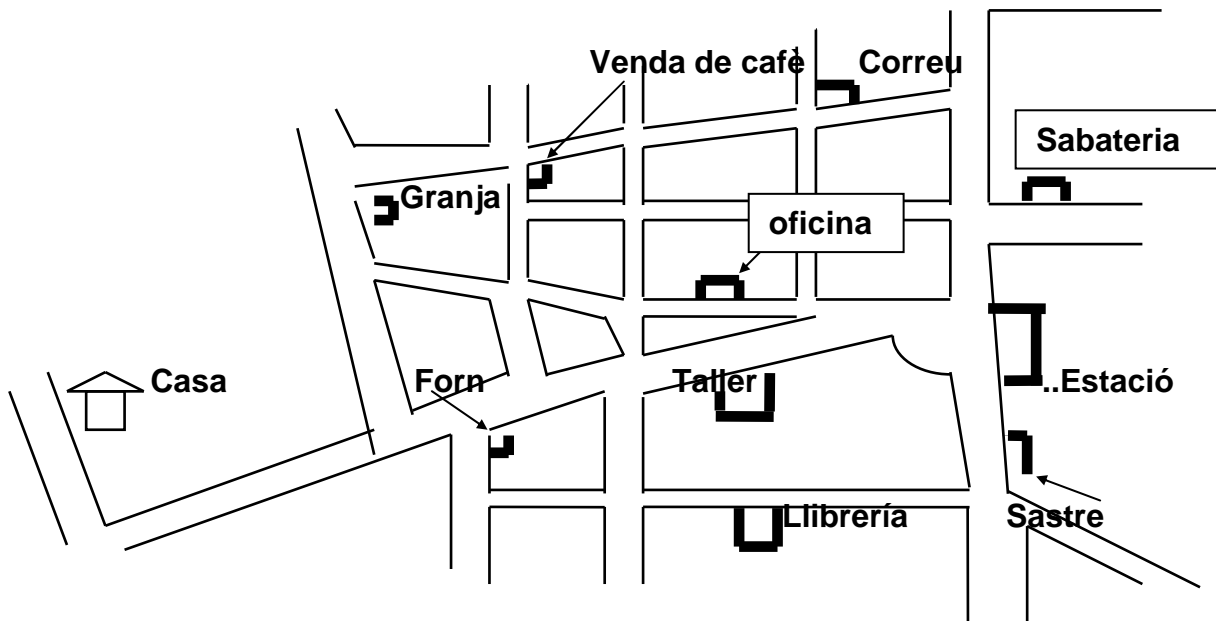 Venda de cafè
Correu
Sabateria
Granja
oficina
Casa
Forn
Taller
..Estació
Llibrería
Sastre